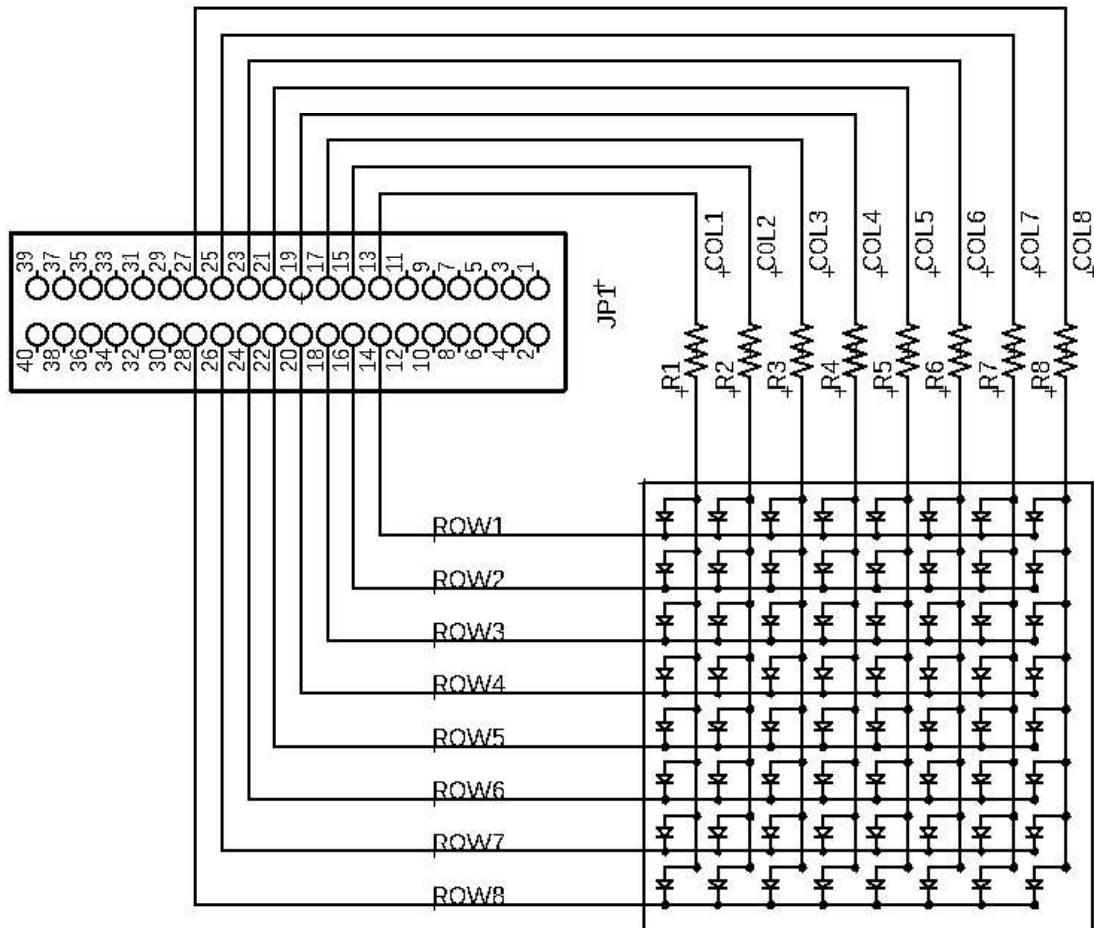 39 37 35 33 31 29 27 25 23 21 19 17 15 13 11 9 7 5 3 1
40 38 36 34 32 30 28 26 24 22 20 18 16 14 12 10 8 6 4 2
JP1
COL1 COL2 COL3 COL4 COL5 COL6 COL7 COL8
R1 R2 R3 R4 R5 R6 R7 R8
ROW1
ROW2
ROW3
ROW4
ROW5
ROW6
ROW7
ROW8